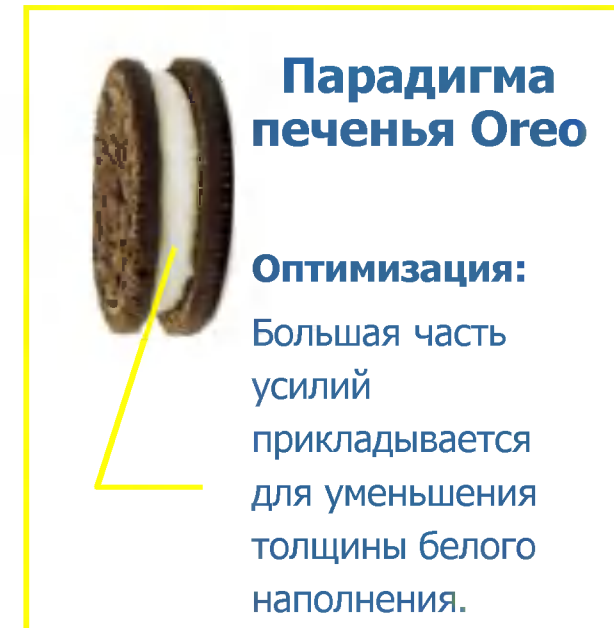 Парадигма
печенья Oreo
Оптимизация:
Большая часть
усилий
прикладывается
для уменьшения
толщины белого
наполнения.